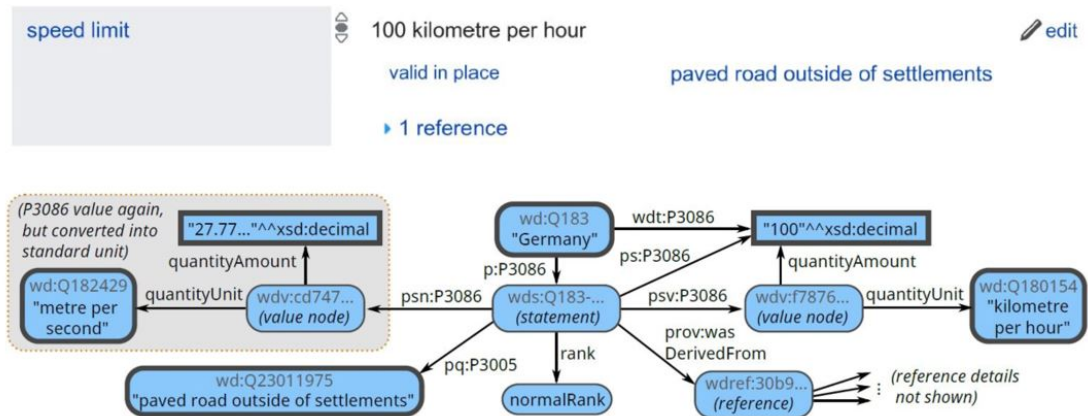 speed limit
100 kilometre per hour
edit
valid in place
paved road outside of settlements
1 reference
(P3086 value again,
but converted into
standard unit)
"27.77..."^^xsd:decimal
wd:Q183
"Germany"
wdt:P3086
"100"^^xsd:decimal
quantityAmount
p:P3086
ps:P3086
quantityAmount
wd:Q182429
"metre per
second"
quantityUnit
wdv:cd747...
(value node)
psn:P3086
wds:Q183-...
(statement)
psv:P3086
wdv:f7876...
(value node)
quantityUnit
wd:Q180154
"kilometre
per hour"
pq:P3005
rank
prov:was
DerivedFrom
wd:Q23011975
"paved road outside of settlements"
normalRank
wdref:30b9...
(reference)
⋮
(reference details
not shown)